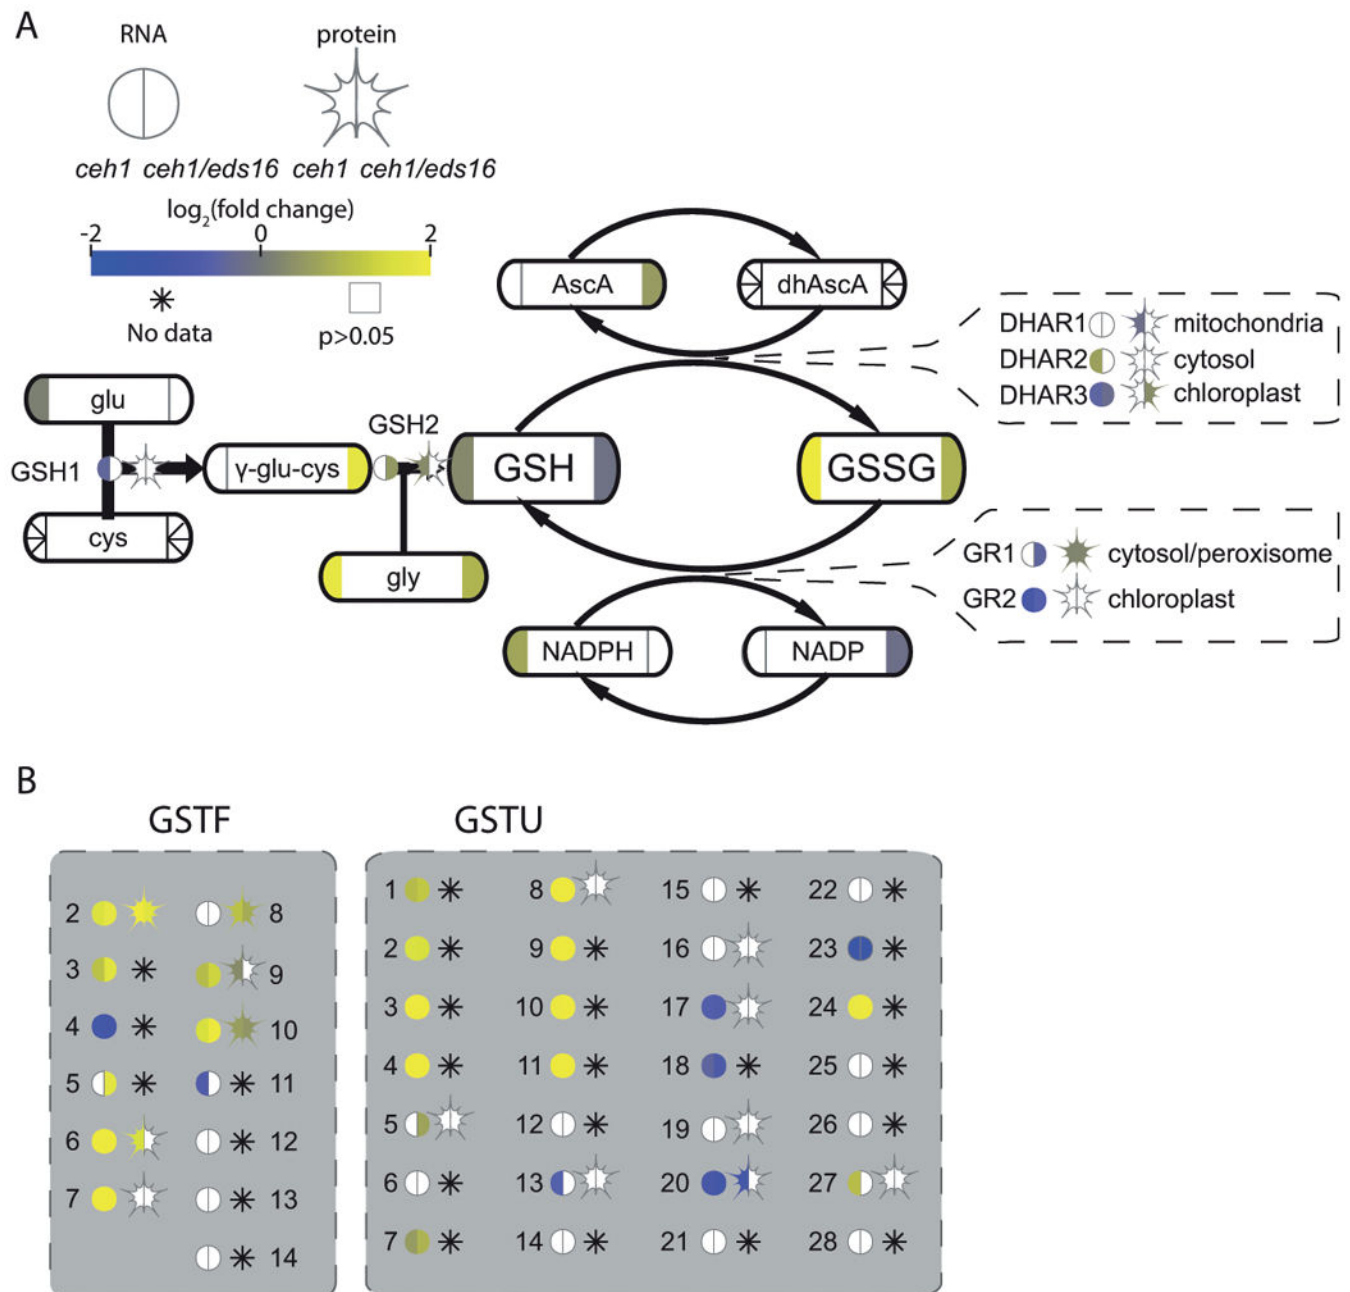 A
RNA protein
ceh1 ceh1/eds16 ceh1 ceh1/eds16
log2(fold change)
-2 0 2
No data p>0.05
AscA dhAscA
DHAR1 mitochondria
DHAR2 cytosol
DHAR3 chloroplast
glu
GSH1
cys
γ-glu-cys
GSH2
gly
GSH GSSG
GR1 cytosol/peroxisome
GR2 chloroplast
NADPH NADP
B
GSTF GSTU
2 8
3 9
4 10
5 11
6 12
7 13
14
1 8 15 22
2 9 16 23
3 10 17 24
4 11 18 25
5 12 19 26
6 13 20 27
7 14 21 28